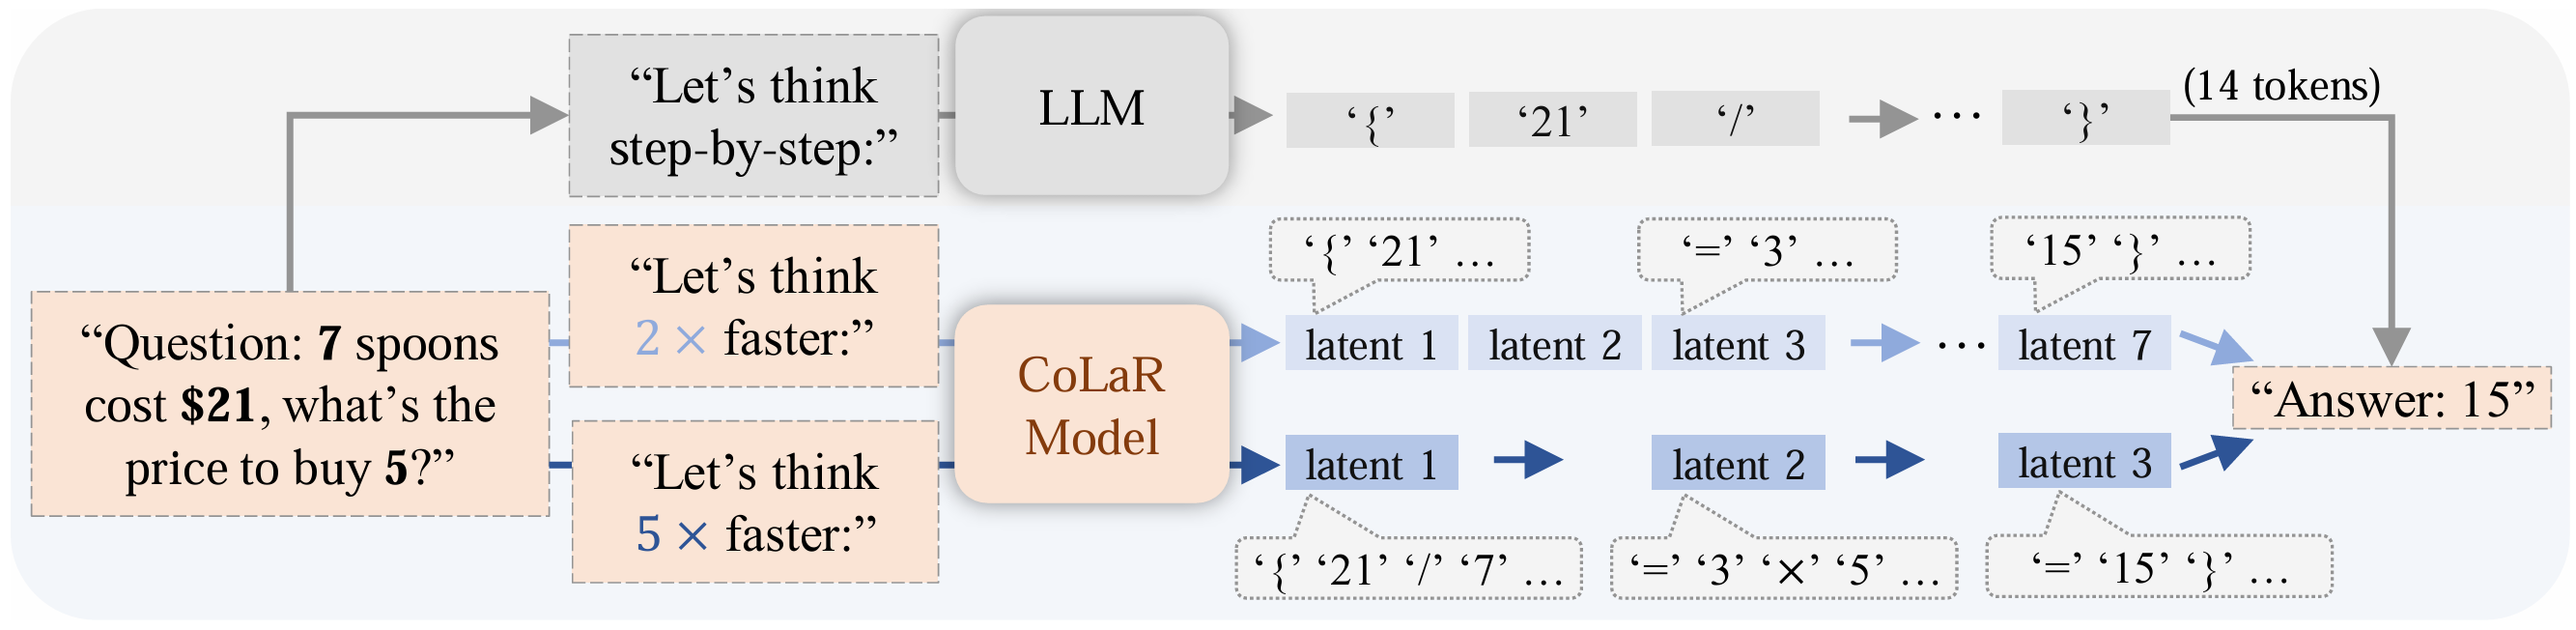 “Let’s think
step-by-step:”
LLM
‘{’ ‘21’ ‘/’ … ‘}’
(14 tokens)
“Question: 7 spoons
cost $21, what’s the
price to buy 5?”
“Let’s think
2 × faster:”
“Let’s think
5 × faster:”
CoLaR
Model
‘{’ ‘21’ …
‘=’ ‘3’ …
‘15’ ‘}’ …
latent 1 latent 2 latent 3 … latent 7
latent 1 latent 2 latent 3
‘{’ ‘21’ ‘/’ ‘7’ …
‘=’ ‘3’ ‘×’ ‘5’ …
‘=’ ‘15’ ‘}’ …
“Answer: 15”